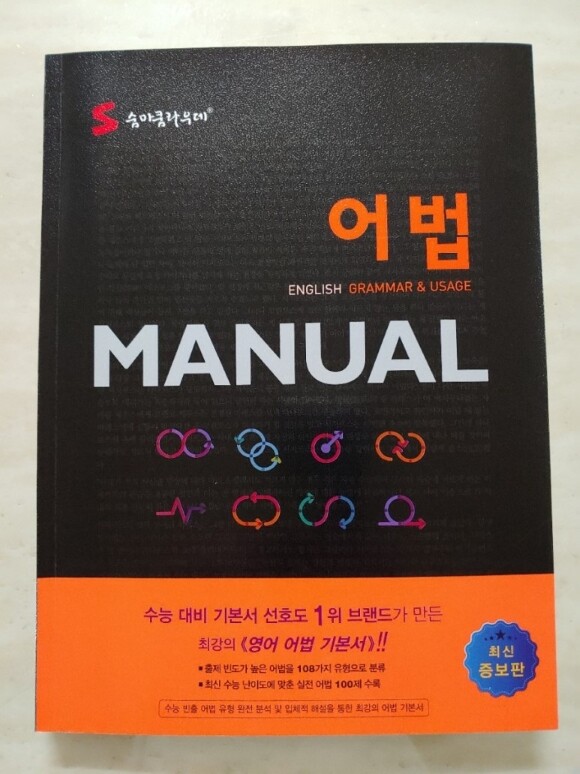 숨마쿰라우데®
어법
ENGLISH GRAMMAR & USAGE
MANUAL
수능 대비 기본서 선호도 1위 브랜드가 만든
최강의 《영어 어법 기본서》!!
■ 출제 빈도가 높은 어법을 108가지 유형으로 분류
■ 최신 수능 난이도에 맞춘 실전 어법 100제 수록
수능 빈출 어법 유형 완전 분석 및 입체적 해설을 통한 최강의 어법 기본서
최신
증보판